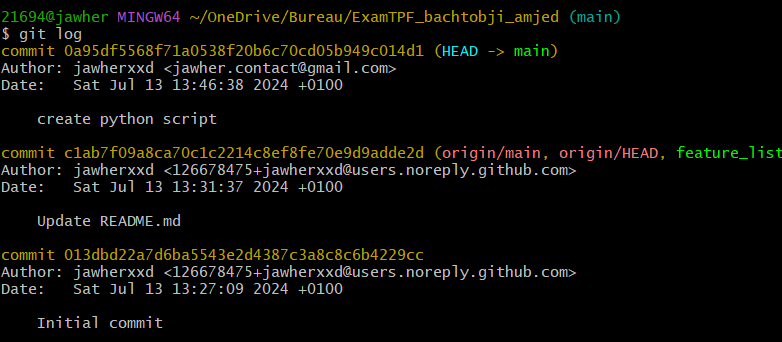 21694@jawher MINGW64 ~/OneDrive/Bureau/ExamTPF_bachtobji_amjed (main)
$ git log
commit 0a95df5568f71a0538f20b6c70cd05b949c014d1 (HEAD -> main)
Author: jawherxxd <jawher.contact@gmail.com>
Date:   Sat Jul 13 13:46:38 2024 +0100

    create python script

commit c1ab7f09a8ca70c1c2214c8ef8fe70e9d9adde2d (origin/main, origin/HEAD, feature_list
Author: jawherxxd <126678475+jawherxxd@users.noreply.github.com>
Date:   Sat Jul 13 13:31:37 2024 +0100

    Update README.md

commit 013dbd22a7d6ba5543e2d4387c3a8c8c6b4229cc
Author: jawherxxd <126678475+jawherxxd@users.noreply.github.com>
Date:   Sat Jul 13 13:27:09 2024 +0100

    Initial commit